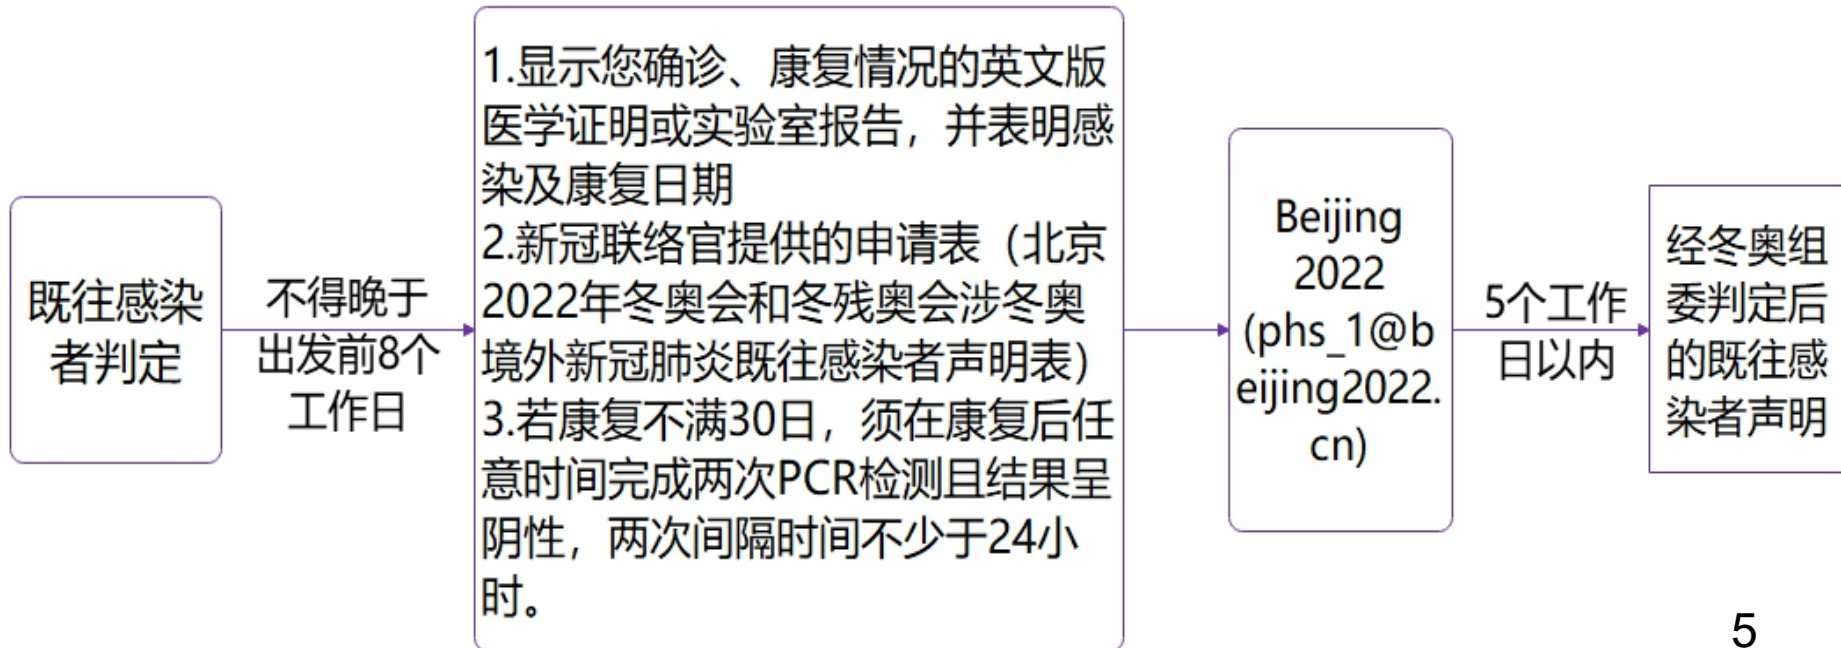 既往感染
者判定
不得晚于
出发前8个
工作日
1.显示您确诊、康复情况的英文版
医学证明或实验室报告，并表明感
染及康复日期
2.新冠联络官提供的申请表（北京
2022年冬奥会和冬残奥会涉冬奥
境外新冠肺炎既往感染者声明表）
3.若康复不满30日，须在康复后任
意时间完成两次PCR检测且结果呈
阴性，两次间隔时间不少于24小
时。
Beijing
2022
(phs_1@b
eijing2022.
cn)
5个工作
日以内
经冬奥组
委判定后
的既往感
染者声明
5